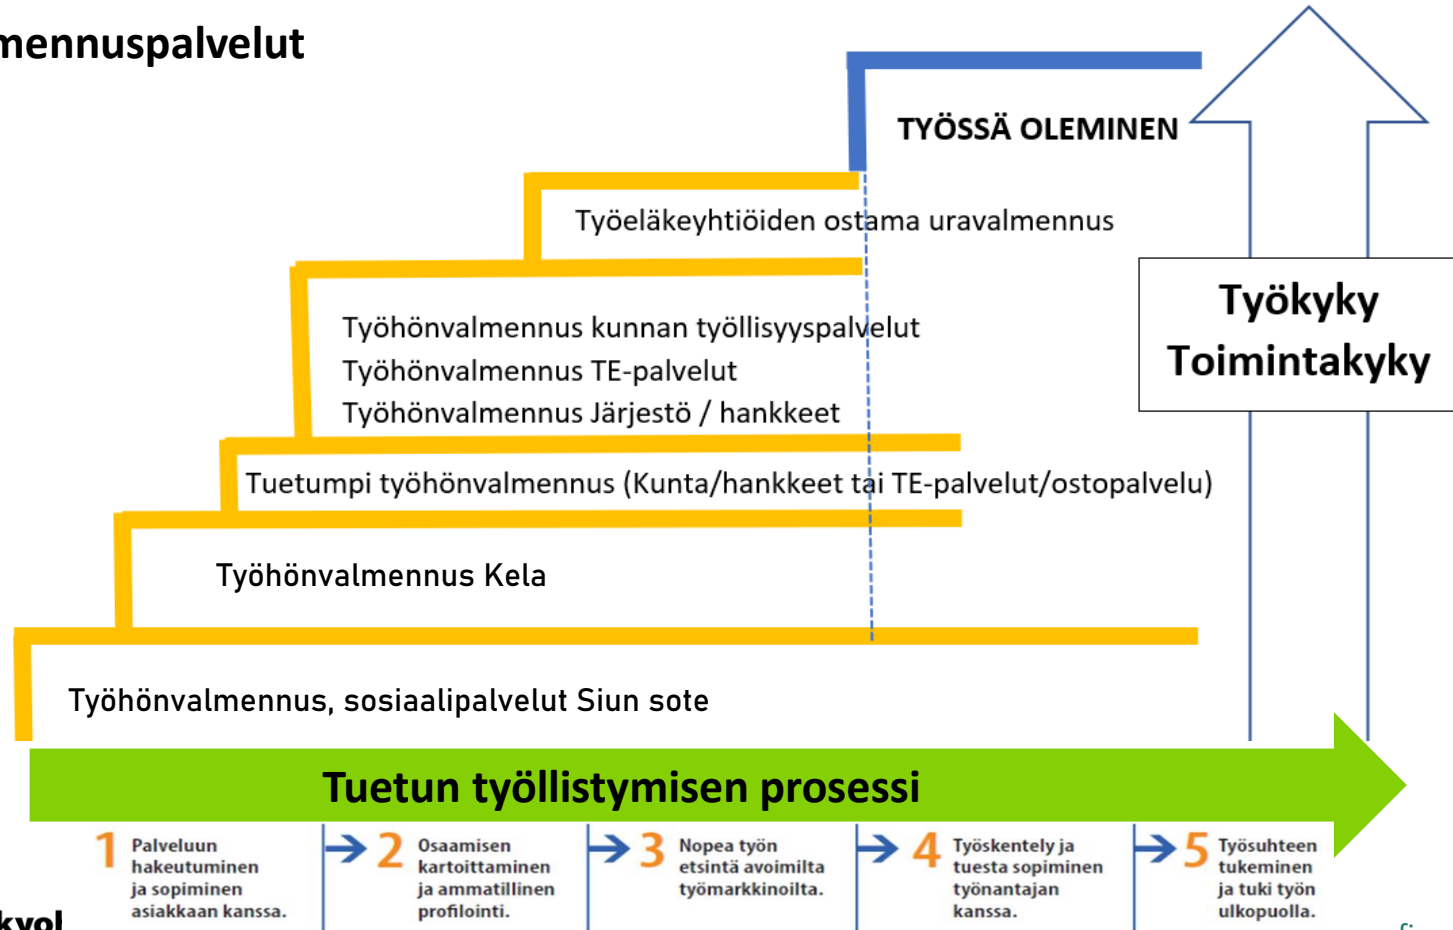 mennuspalvelut
TYÖSSÄ OLEMINEN
Työeläkeyhtiöiden ostama uravalmennus
Työkyky
Toimintakyky
Työhönvalmennus kunnan työllisyyspalvelut
Työhönvalmennus TE-palvelut
Työhönvalmennus Järjestö / hankkeet
Tuetumpi työhönvalmennus (Kunta/hankkeet tai TE-palvelut/ostopalvelu)
Työhönvalmennus Kela
Työhönvalmennus, sosiaalipalvelut Siun sote
Tuetun työllistymisen prosessi
1 Palveluun
hakeutuminen
ja sopiminen
asiakkaan kanssa.
2 Osaamisen
kartoittaminen
ja ammatillinen
profilointi.
3 Nopea työn
etsintä avoimilta
työmarkkinoilta.
4 Työskentely ja
tuesta sopiminen
työnantajan
kanssa.
5 Työsuhteen
tukeminen
ja tuki työn
ulkopuolla.